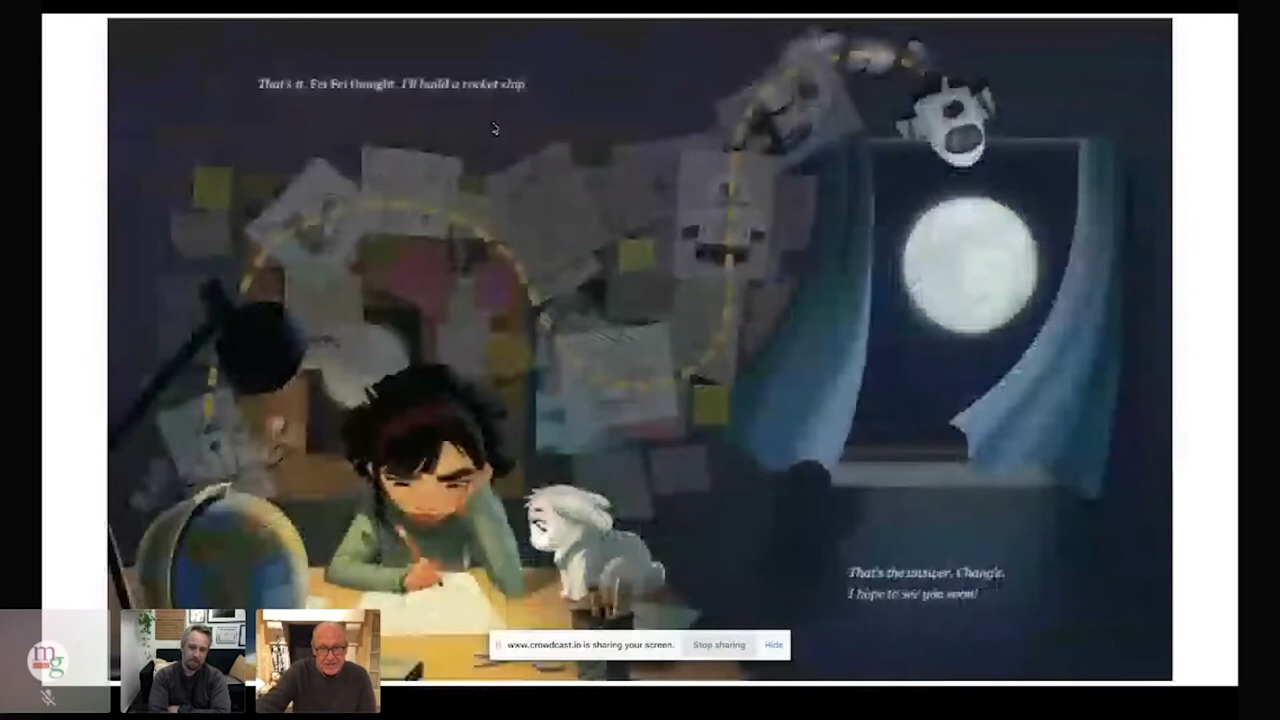 That's it, Fei Fei thought. I'll build a rocket ship
That's the answer, Chang'e.
I hope to see you soon!
www.crowdcast.io is sharing your screen.
Stop sharing
Hide
mg